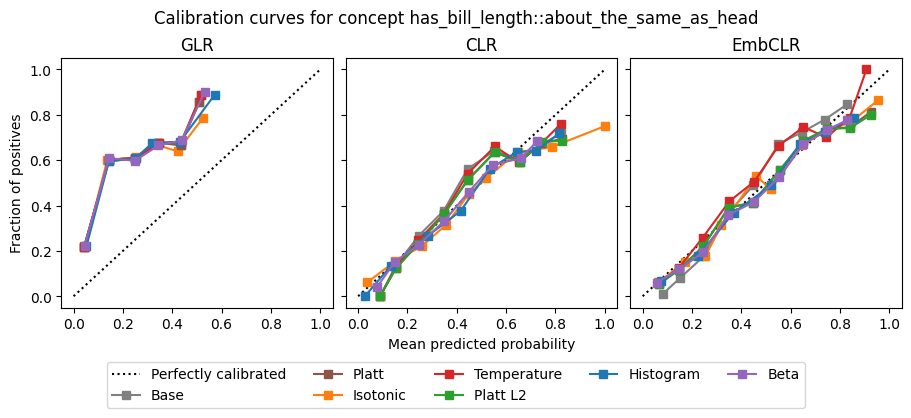 Calibration curves for concept has_bill_length::about_the_same_as_head
GLR
CLR
EmbCLR
Fraction of positives
1.0
0.8
0.6
0.4
0.2
0.0
0.0 0.2 0.4 0.6 0.8 1.0
0.0 0.2 0.4 0.6 0.8 1.0
0.0 0.2 0.4 0.6 0.8 1.0
Mean predicted probability
Perfectly calibrated
Base
Platt
Isotonic
Temperature
Platt L2
Histogram
Beta